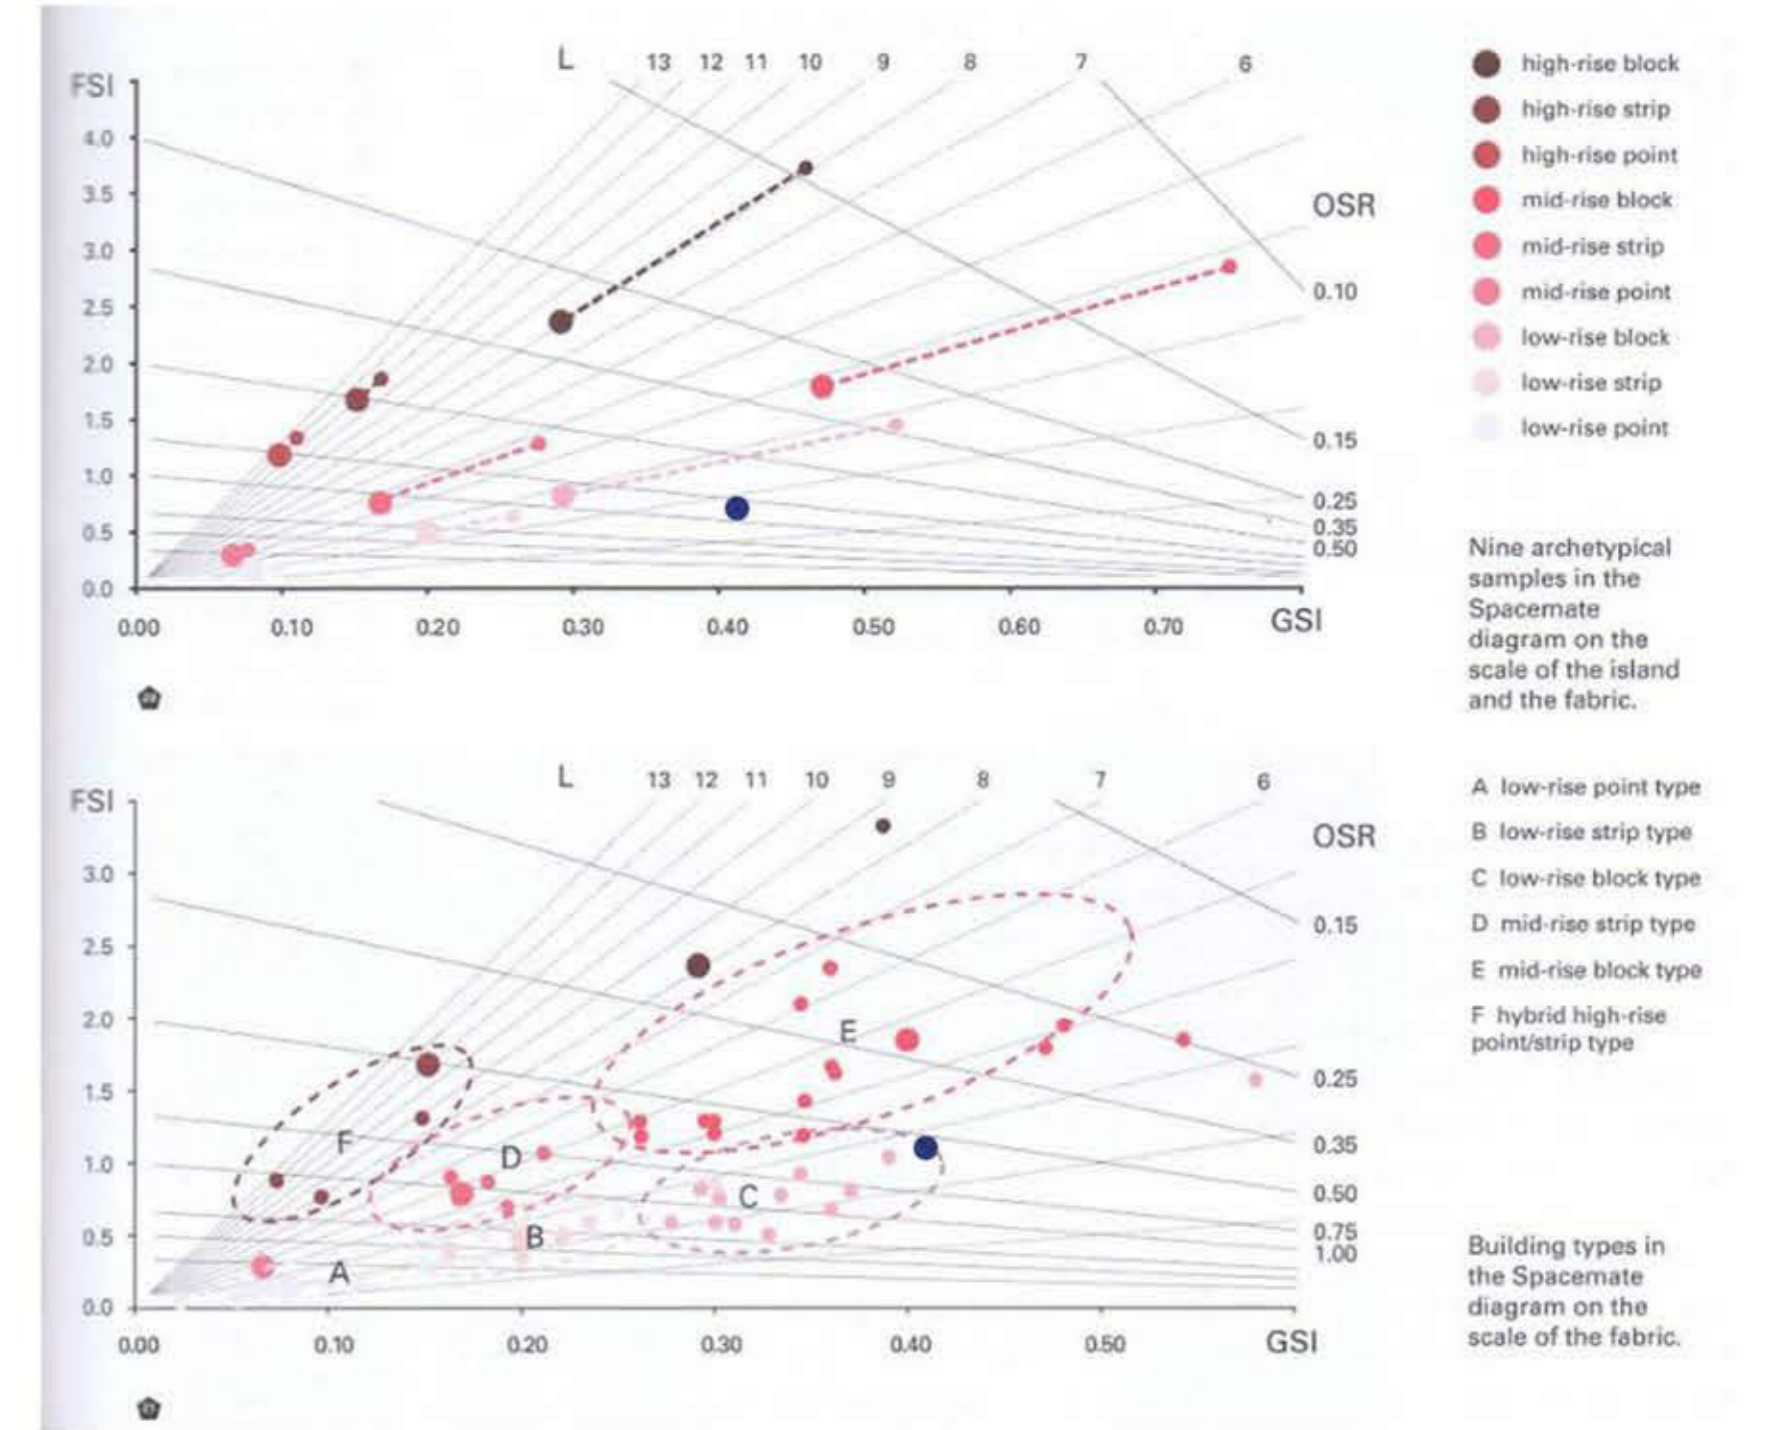 L 13 12 11 10 9 8 7 6
FSI
4.0
3.5
3.0
2.5
2.0
1.5
1.0
0.5
0.0
OSR
0.10
0.15
0.25
0.35
0.50
0.00 0.10 0.20 0.30 0.40 0.50 0.60 0.70 GSI
high-rise block
high-rise strip
high-rise point
mid-rise block
mid-rise strip
mid-rise point
low-rise block
low-rise strip
low-rise point
Nine archetypical
samples in the
Spacemate
diagram on the
scale of the island
and the fabric.
L 13 12 11 10 9 8 7 6
FSI
3.0
2.5
2.0
1.5
1.0
0.5
0.0
OSR
0.15
0.25
0.35
0.50
0.75
1.00
E
F
D
C
B
A
0.00 0.10 0.20 0.30 0.40 0.50 GSI
A low-rise point type
B low-rise strip type
C low-rise block type
D mid-rise strip type
E mid-rise block type
F hybrid high-rise
point/strip type
Building types in
the Spacemate
diagram on the
scale of the fabric.